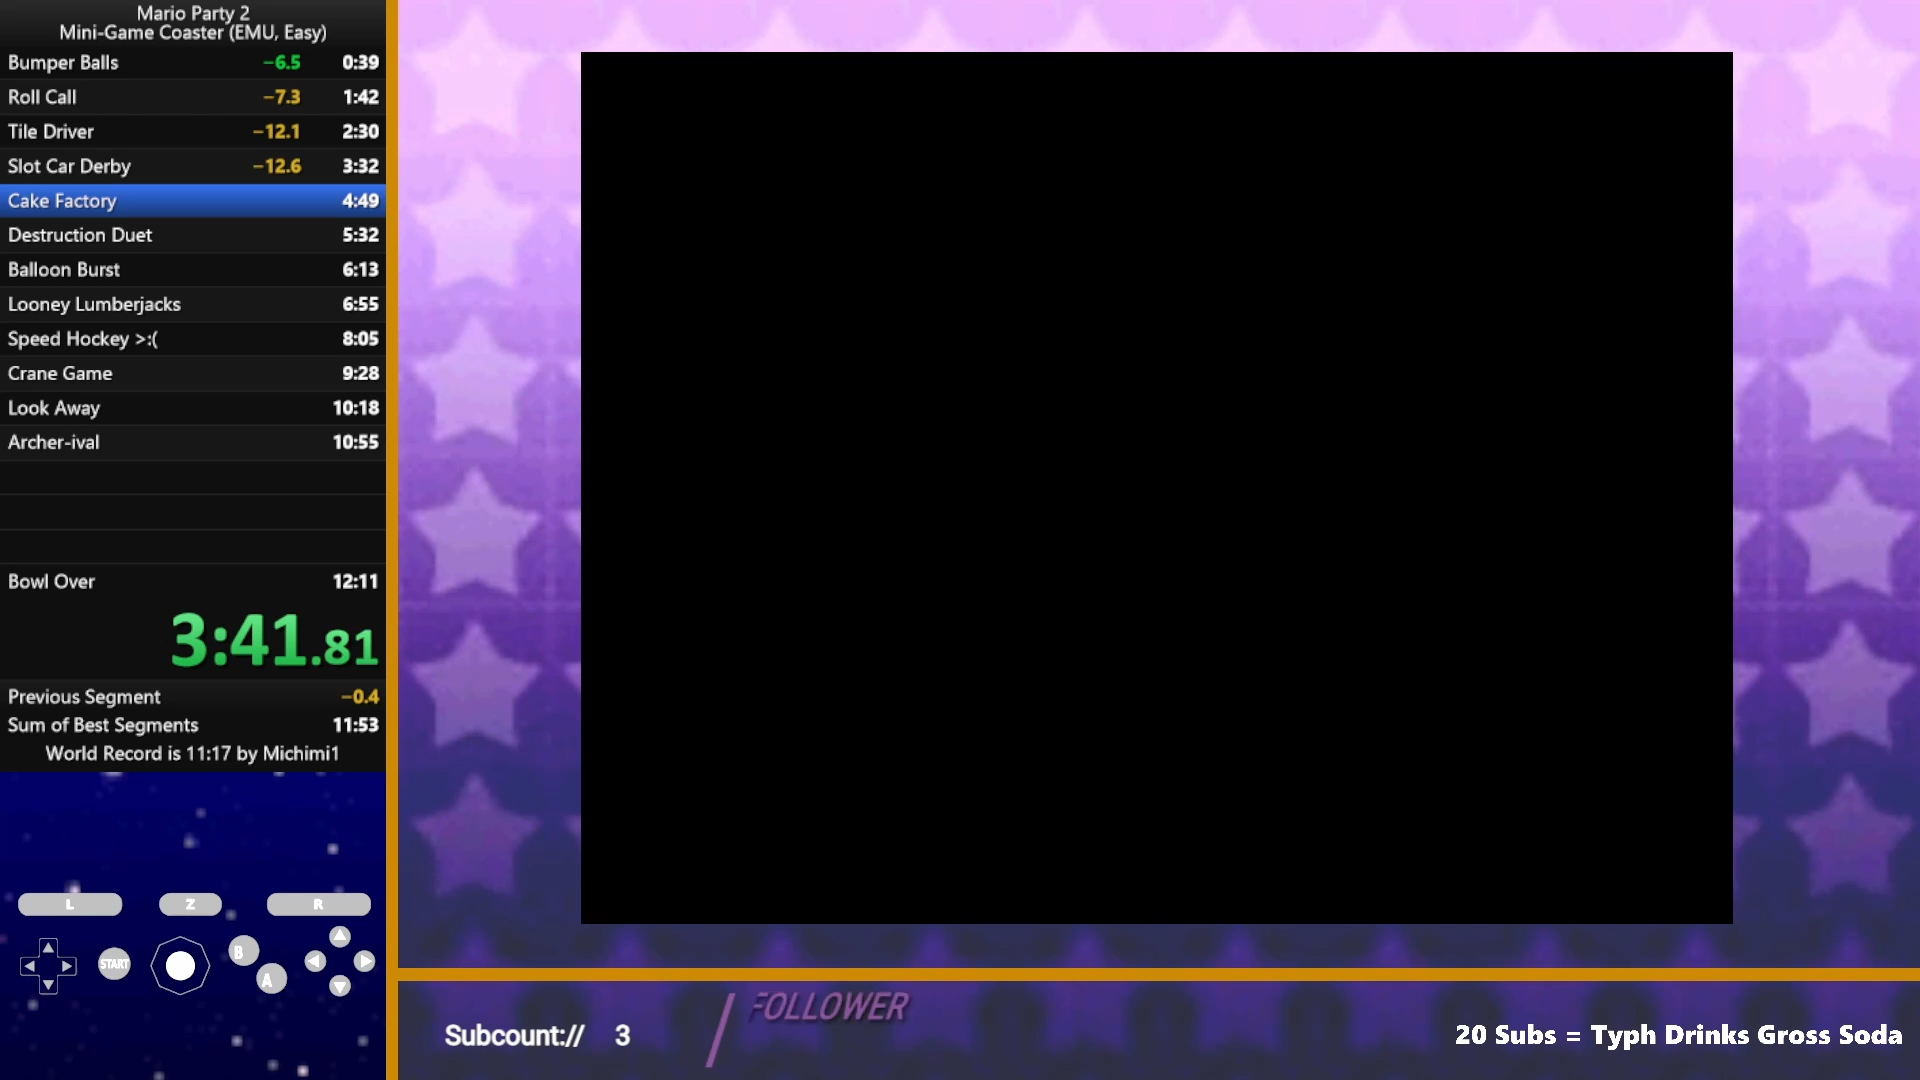 Mario Party 2
Mini-Game Coaster (EMU, Easy)
Bumper Balls −6.5 0:39
Roll Call −7.3 1:42
Tile Driver −12.1 2:30
Slot Car Derby −12.6 3:32
Cake Factory 4:49
Destruction Duet 5:32
Balloon Burst 6:13
Looney Lumberjacks 6:55
Speed Hockey >:( 8:05
Crane Game 9:28
Look Away 10:18
Archer-ival 10:55
Bowl Over 12:11
3:41.81
Previous Segment −0.4
Sum of Best Segments 11:53
World Record is 11:17 by Michimi1
L Z R
START B A
Subcount:// 3
FOLLOWER
20 Subs = Typh Drinks Gross Soda